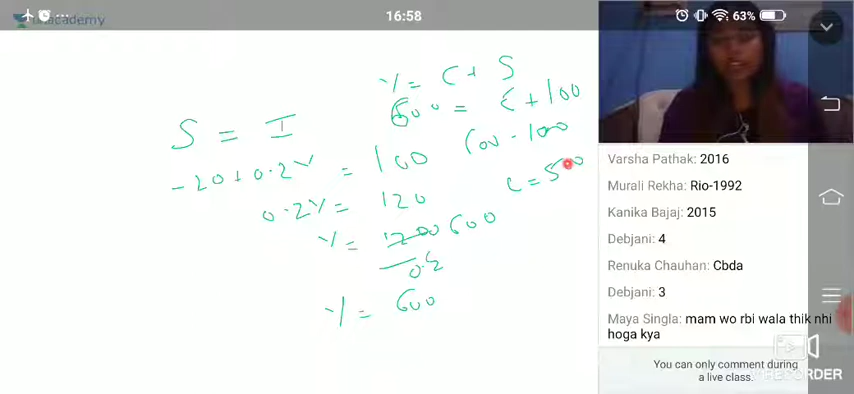 unacademy
16:58
63%
Y = C + S
600 = C + 100
600 - 100
C = 500
S = I
-20 + 0.2Y = 100
0.2Y = 120
Y = 1200 600
0.2
Y = 600
Varsha Pathak: 2016
Murali Rekha: Rio-1992
Kanika Bajaj: 2015
Debjani: 4
Renuka Chauhan: Cbda
Debjani: 3
Maya Singla: mam wo rbi wala thik nhi
hoga kya
You can only comment during
a live class.
RECORDER